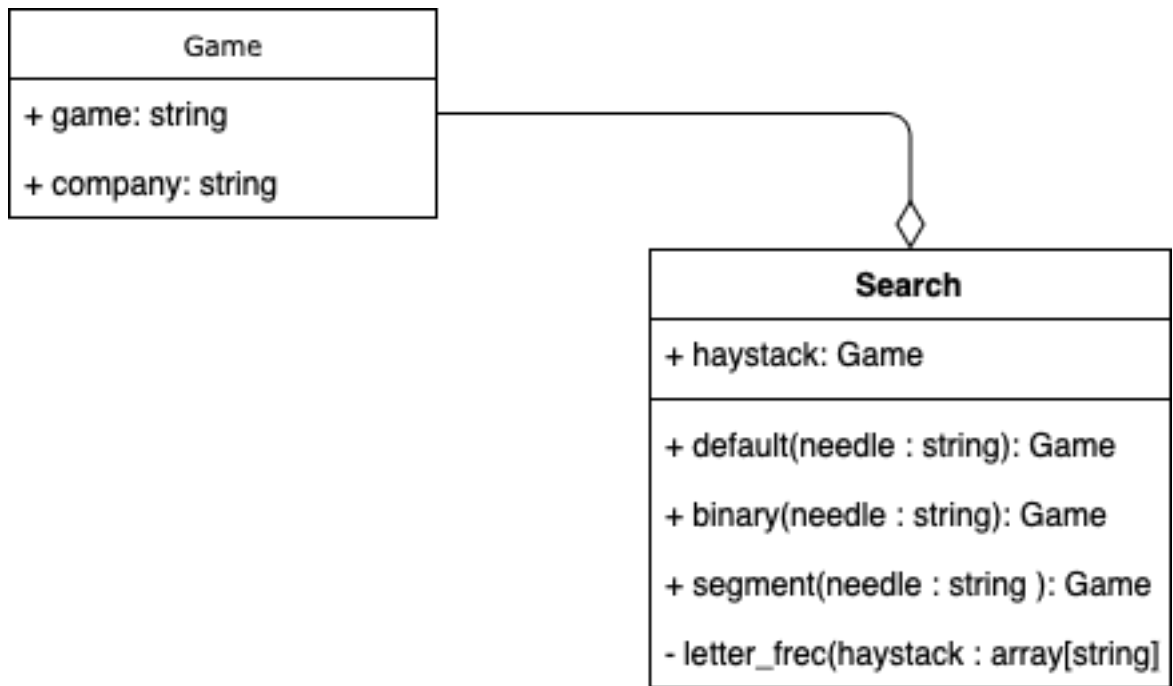 Game
+ game: string
+ company: string
Search
+ haystack: Game
+ default(needle : string): Game
+ binary(needle : string): Game
+ segment(needle : string ): Game
- letter_frec(haystack : array[string]